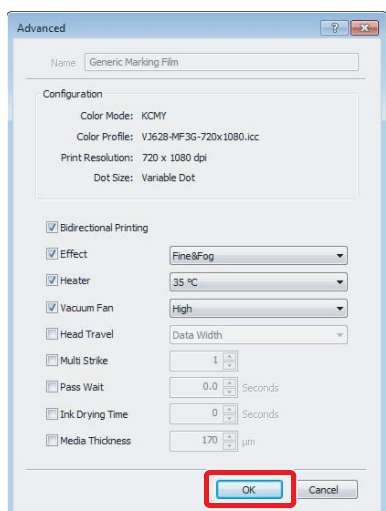 Advanced
Name Generic Marking Film
Configuration
Color Mode: KCMY
Color Profile: VJ628-MF3G-720x1080.icc
Print Resolution: 720 x 1080 dpi
Dot Size: Variable Dot
Bidirectional Printing
Effect Fine&Fog
Heater 35 ℃
Vacuum Fan High
Head Travel Data Width
Multi Strike 1
Pass Wait 0.0 Seconds
Ink Drying Time 0 Seconds
Media Thickness 170 μm
OK Cancel